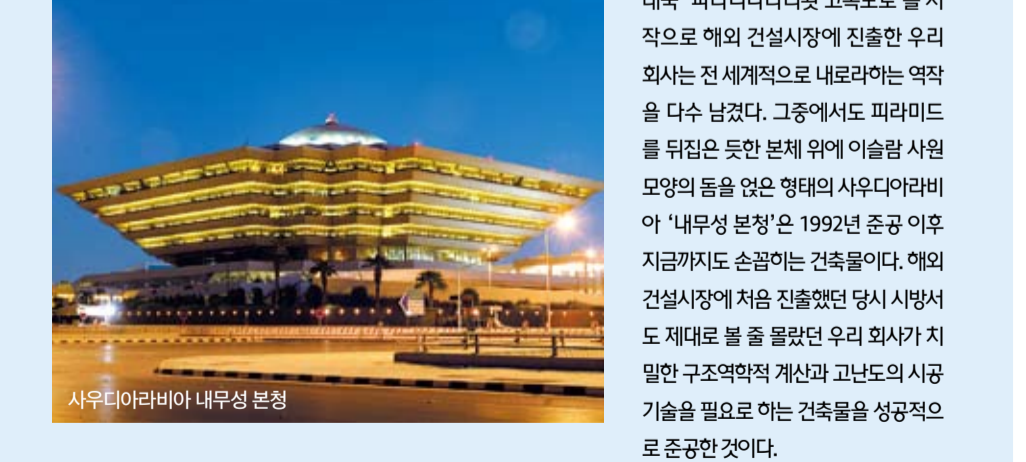 작으로 해외 건설시장에 진출한 우리
회사는 전 세계적으로 내로라하는 역작
을 다수 남겼다. 그중에서도 피라미드
를 뒤집은 듯한 본체 위에 이슬람 사원
모양의 돔을 얹은 형태의 사우디아라비
아 ‘내무성 본청’은 1992년 준공 이후
지금까지도 손꼽히는 건축물이다. 해외
건설시장에 처음 진출했던 당시 시방서
도 제대로 볼 줄 몰랐던 우리 회사가 치
밀한 구조역학적 계산과 고난도의 시공
기술을 필요로 하는 건축물을 성공적으
로 준공한 것이다.
사우디아라비아 내무성 본청